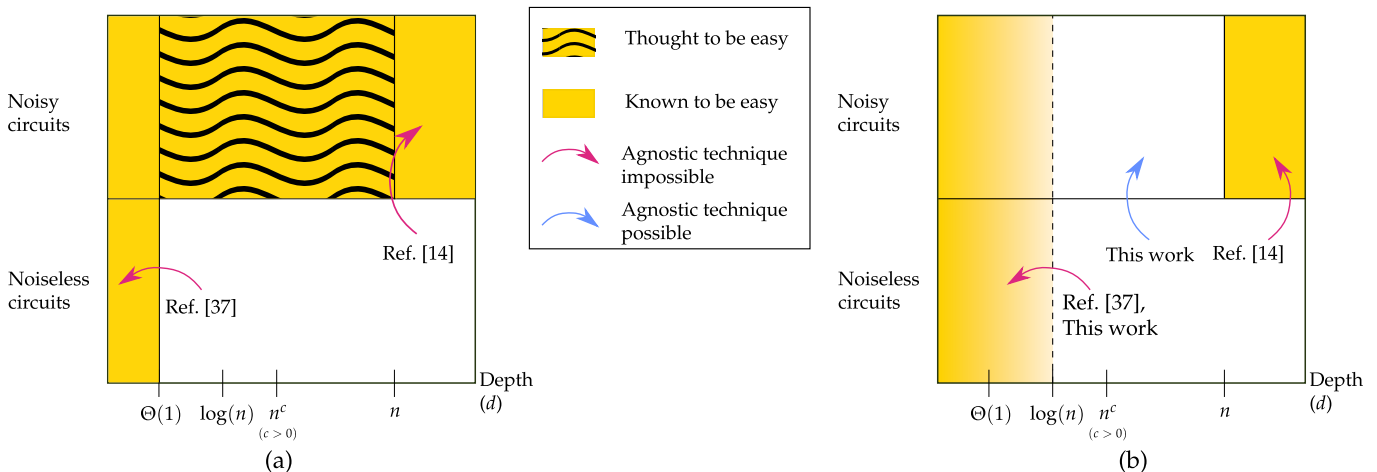 Noisy
circuits
Noiseless
circuits
Ref. [14]
Ref. [37]
Depth
(d)
Θ(1)
log(n)
n^c
(c > 0)
n
(a)
Thought to be easy
Known to be easy
Agnostic technique
impossible
Agnostic technique
possible
Noisy
circuits
Noiseless
circuits
This work
Ref. [14]
Ref. [37],
This work
Depth
(d)
Θ(1)
log(n)
n^c
(c > 0)
n
(b)